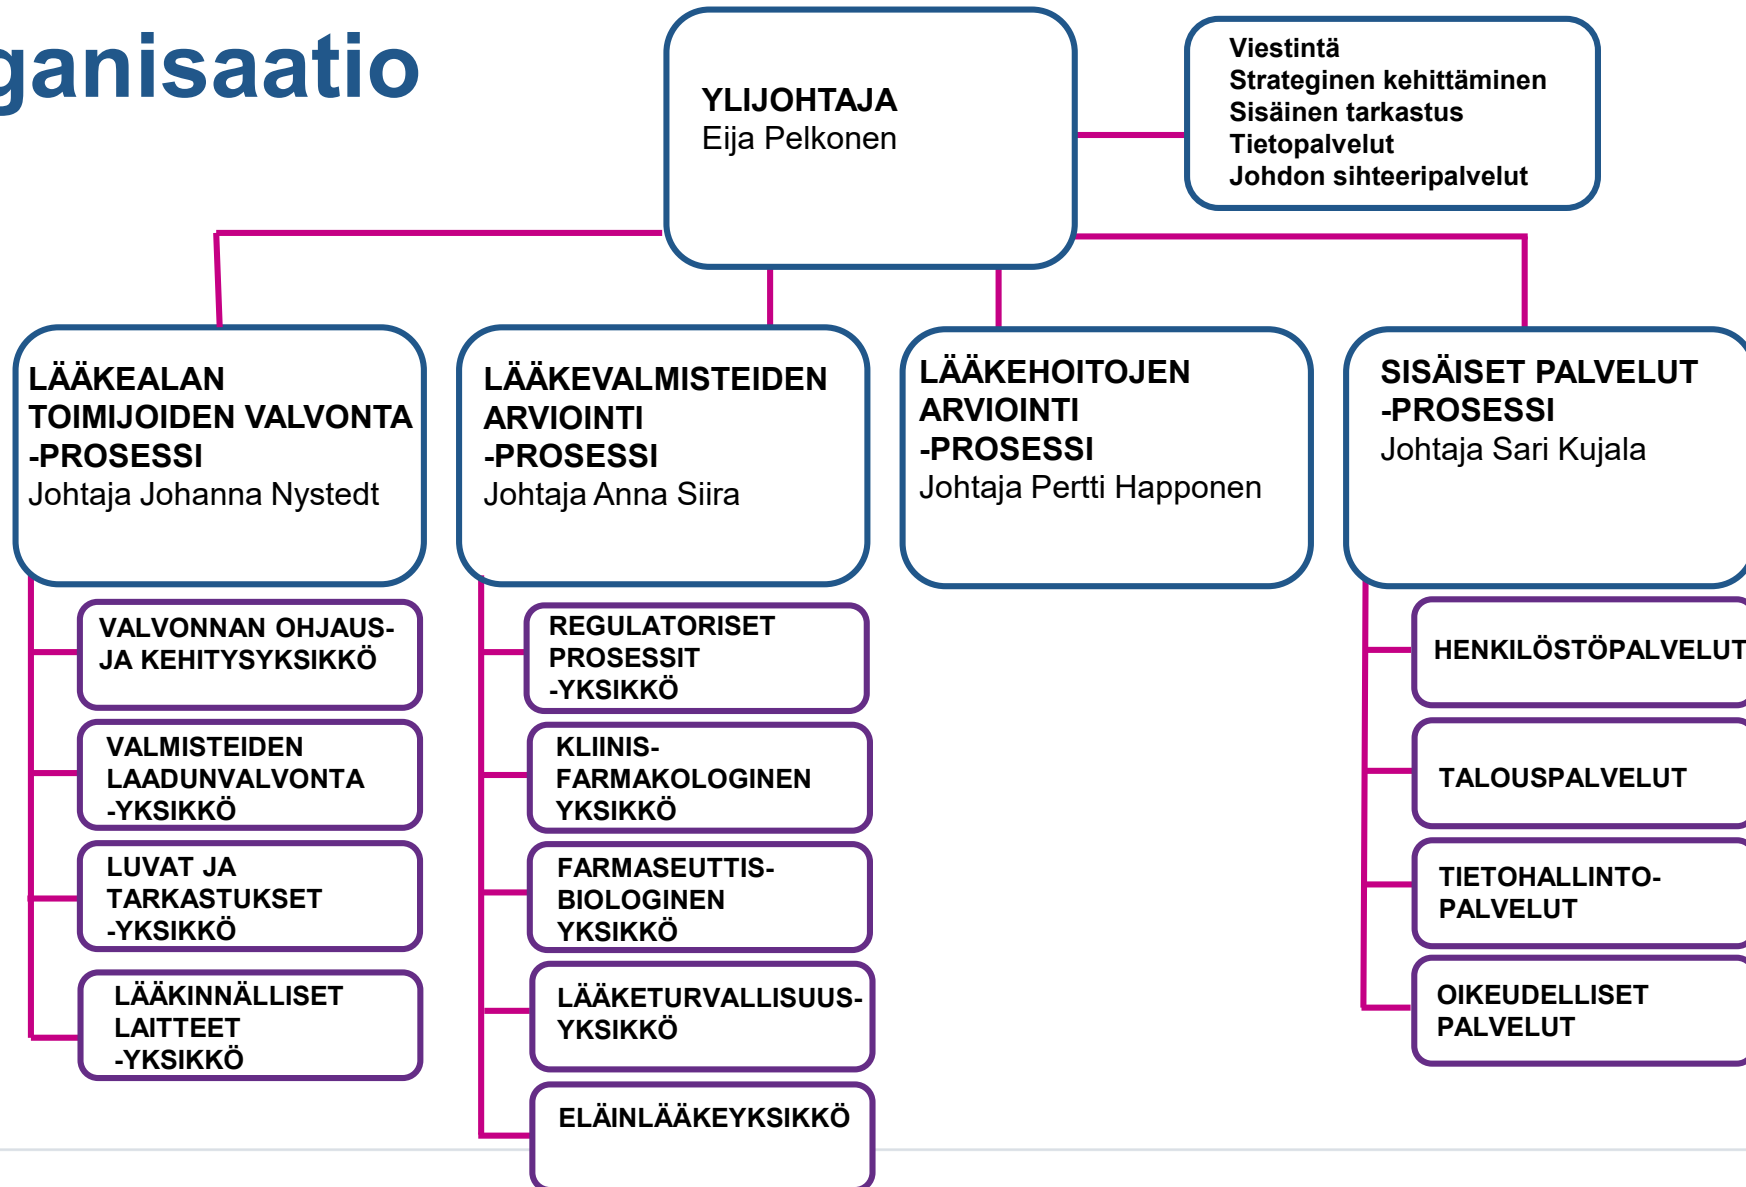 ganisaatio
YLIJOHTAJA
Eija Pelkonen
Viestintä
Strateginen kehittäminen
Sisäinen tarkastus
Tietopalvelut
Johdon sihteeripalvelut
LÄÄKEALAN
TOIMIJOIDEN VALVONTA
-PROSESSI
Johtaja Johanna Nystedt
VALVONNAN OHJAUS-
JA KEHITYSYKSIKKÖ
VALMISTEIDEN
LAADUNVALVONTA
-YKSIKKÖ
LUVAT JA
TARKASTUKSET
-YKSIKKÖ
LÄÄKINNÄLLISET
LAITTEET
-YKSIKKÖ
LÄÄKEVALMISTEIDEN
ARVIOINTI
-PROSESSI
Johtaja Anna Siira
REGULATORISET
PROSESSIT
-YKSIKKÖ
KLIINIS-
FARMAKOLOGINEN
YKSIKKÖ
FARMASEUTTIS-
BIOLOGINEN
YKSIKKÖ
LÄÄKETURVALLISUUS-
YKSIKKÖ
ELÄINLÄÄKEYKSIKKÖ
LÄÄKEHOITOJEN
ARVIOINTI
-PROSESSI
Johtaja Pertti Happonen
SISÄISET PALVELUT
-PROSESSI
Johtaja Sari Kujala
HENKILÖSTÖPALVELUT
TALOUSPALVELUT
TIETOHALLINTO-
PALVELUT
OIKEUDELLISET
PALVELUT